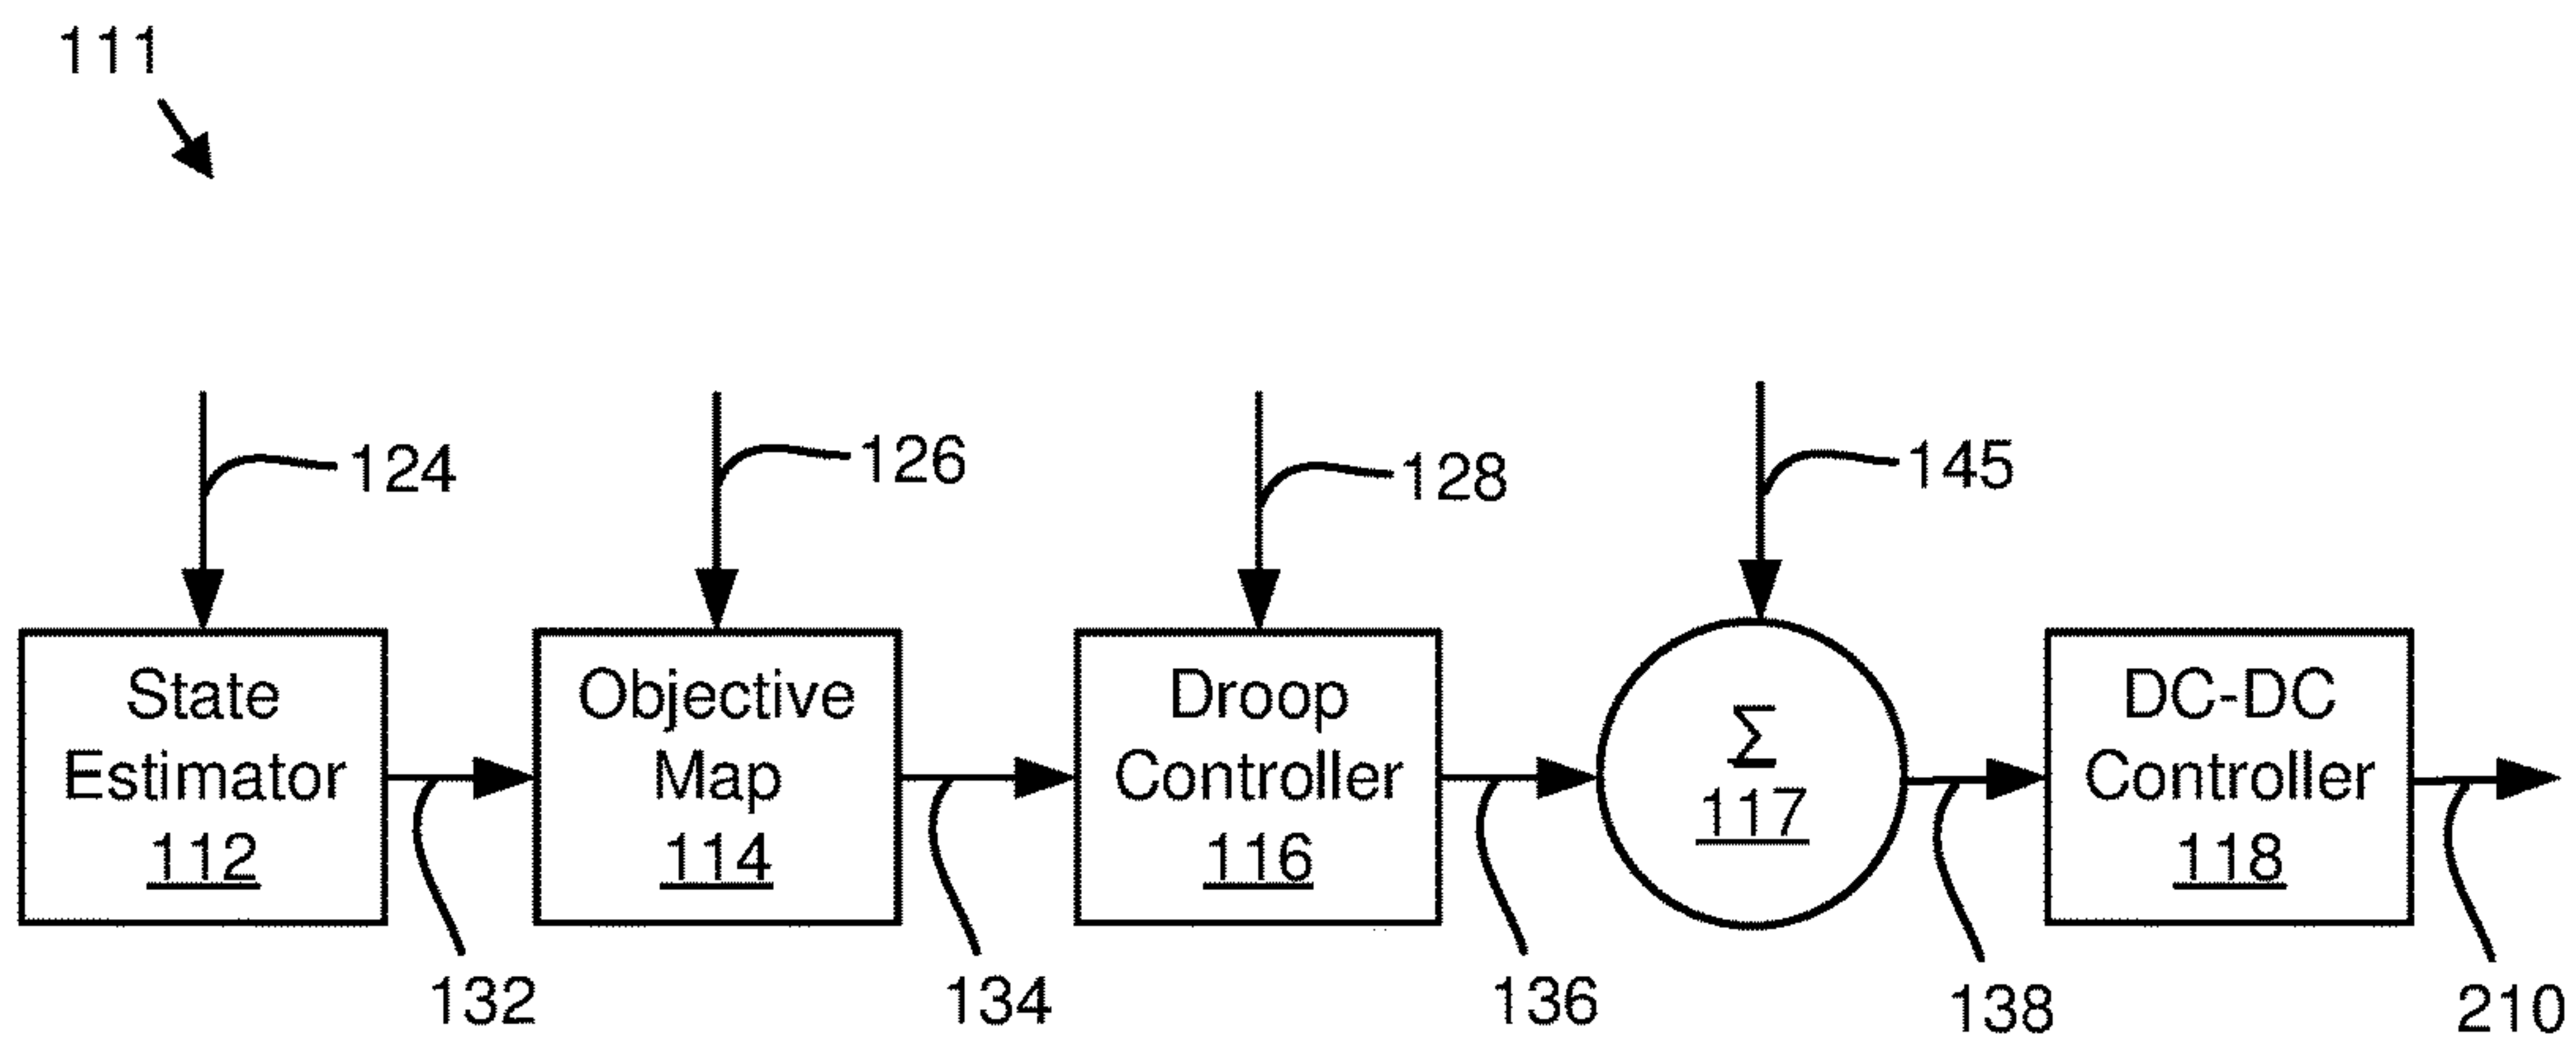 111
124
126
128
145
State
Estimator
112
Objective
Map
114
Droop
Controller
116
Σ
117
DC-DC
Controller
118
132
134
136
138
210